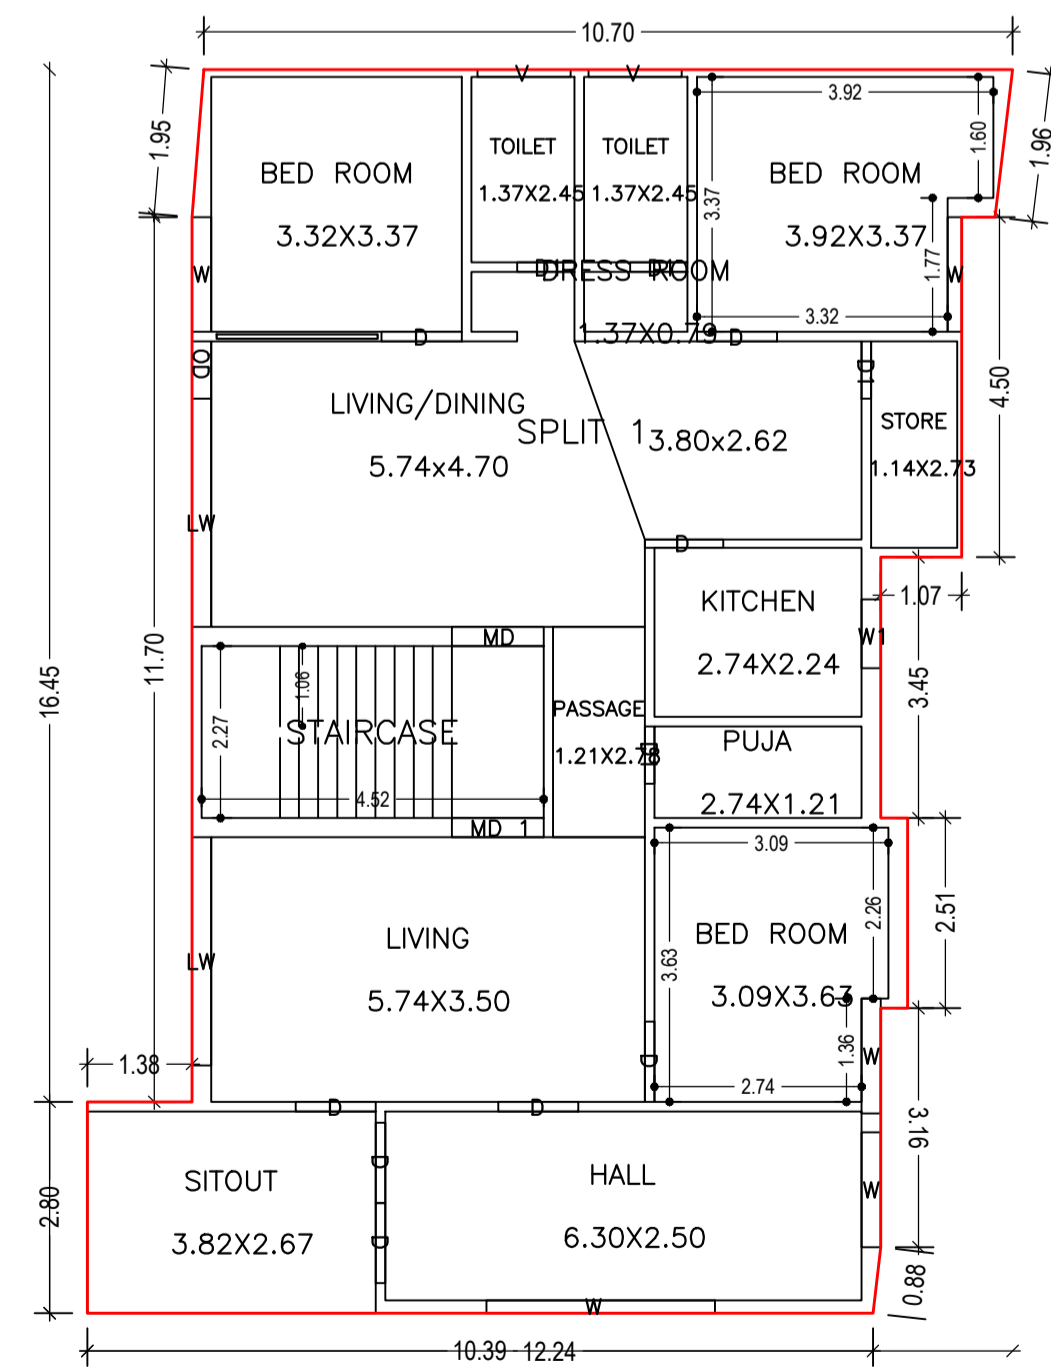 10.70
1.95
V
V
3.92
1.60
1.96
TOILET
TOILET
BED ROOM
BED ROOM
1.37X2.45
1.37X2.45
3.37
3.32X3.37
3.92X3.37
W
D1
D1
DRESS ROOM
1.77
W
3.32
1.37X0.79
D
D
OD
D1
4.50
LIVING/DINING
SPLIT 1
STORE
3.80x2.62
5.74x4.70
1.14X2.73
LW
D
KITCHEN
1.07
MD
W1
16.45
11.70
2.74X2.24
1.06
3.45
PASSAGE
2.27
STAIRCASE
PUJA
1.21X2.78
D
4.52
2.74X1.21
MD 1
3.09
LIVING
BED ROOM
2.26
2.51
LW
3.63
5.74X3.50
3.09X3.63
1.36
1.38
D
W
2.74
D
D
3.16
D
SITOUT
HALL
W
2.80
3.82X2.67
D
6.30X2.50
0.88
W
10.39
12.24